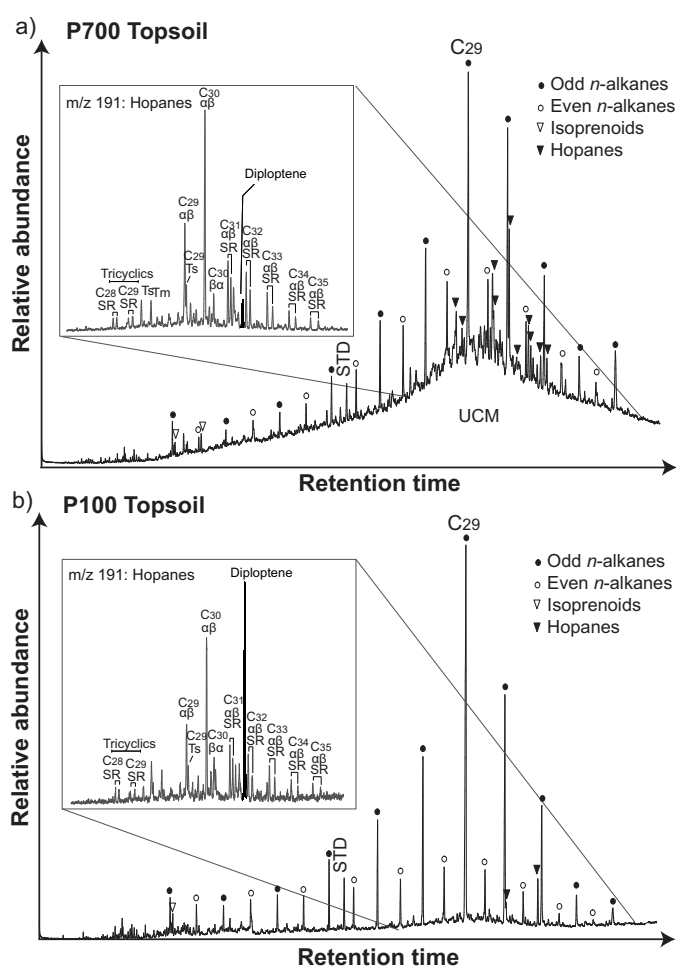 a)
P700 Topsoil
C29
Odd n-alkanes
Even n-alkanes
Isoprenoids
Hopanes
m/z 191: Hopanes
C30
αβ
Diploptene
C29
αβ
C31
αβ
SR
C32
αβ
SR
C29
Ts
C33
αβ
SR
Tricyclics
C28
SR
C29
SR
Ts
Tm
C30
βα
C34
αβ
SR
C35
αβ
SR
STD
UCM
Relative abundance
Retention time
b)
P100 Topsoil
C29
Odd n-alkanes
Even n-alkanes
Isoprenoids
Hopanes
m/z 191: Hopanes
Diploptene
C30
αβ
C29
αβ
C31
αβ
SR
C32
αβ
SR
C29
Ts
C30
βα
C33
αβ
SR
Tricyclics
C28
SR
C29
SR
C34
αβ
SR
C35
αβ
SR
STD
Relative abundance
Retention time